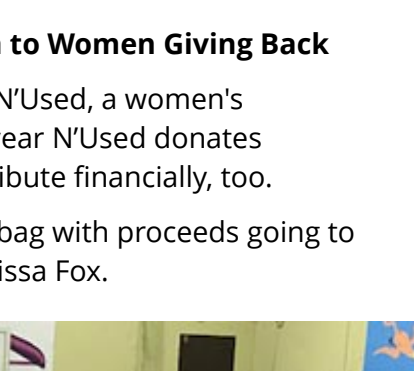 to Women Giving Back
N’Used, a women's
N’Used donates
financially, too.
bag with proceeds going to
Fox.